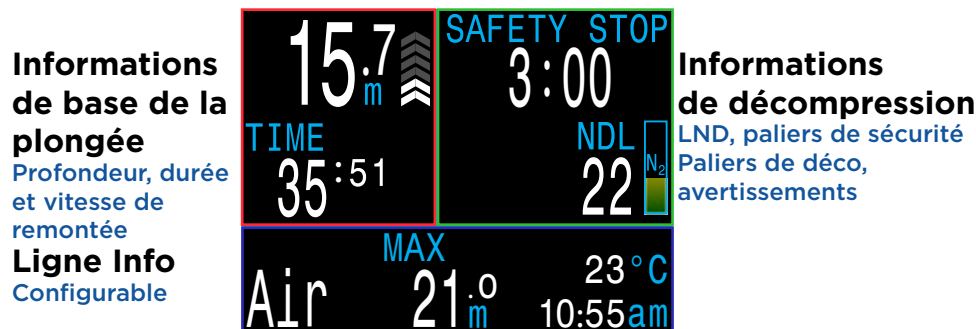 Informations
de base de la
plongée
Profondeur, durée
et vitesse de
remontée
Ligne Info
Configurable
15.7
m
TIME
35:51
SAFETY STOP
3:00
NDL
22
N2
MAX
Air 21.0
m
23°C
10:55am
Informations
de décompression
LND, paliers de sécurité
Paliers de déco,
avertissements